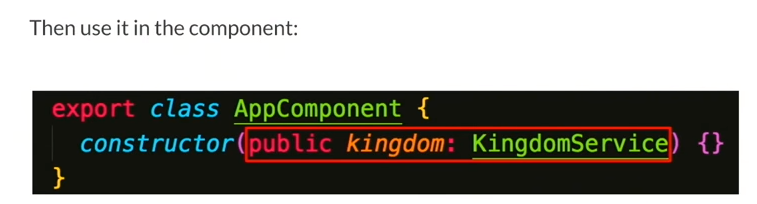 Then use it in the component:
export class AppComponent {
constructor(public kingdom: KingdomService) {}
}